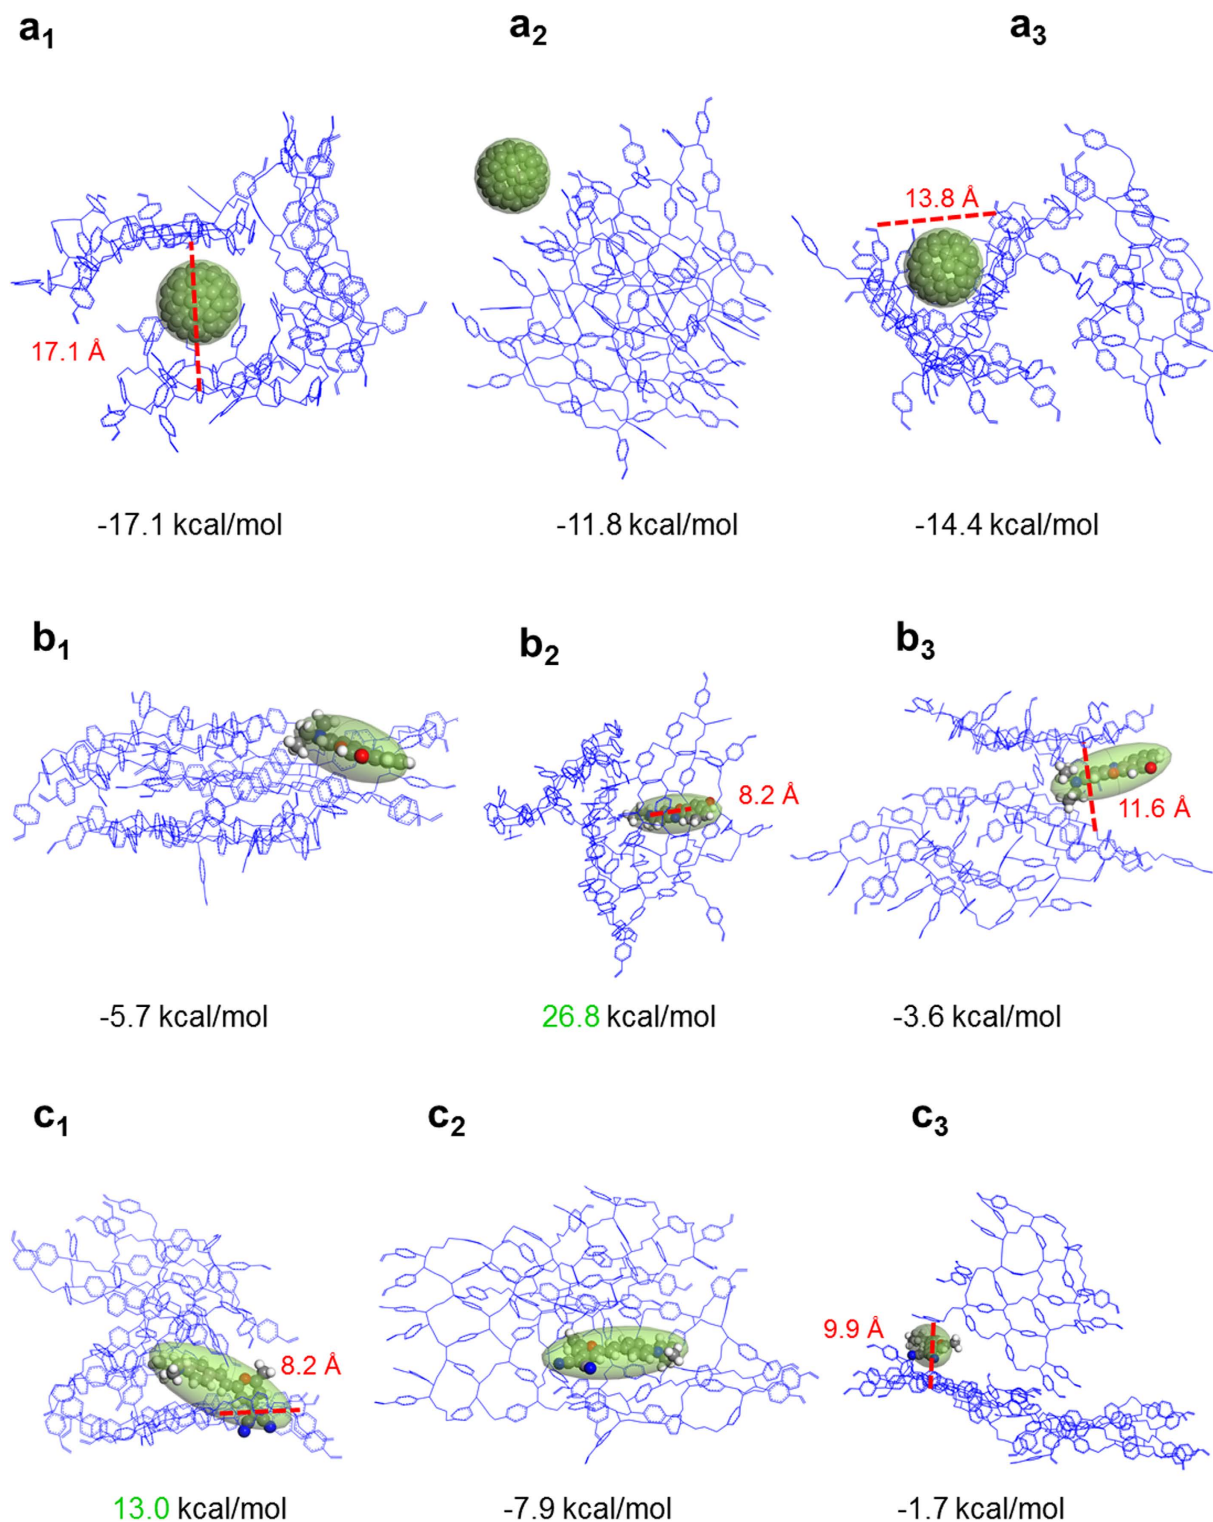 a1 a2 a3
13.8 Å
17.1 Å
-17.1 kcal/mol -11.8 kcal/mol -14.4 kcal/mol
b1 b2 b3
8.2 Å 11.6 Å
-5.7 kcal/mol 26.8 kcal/mol -3.6 kcal/mol
c1 c2 c3
9.9 Å
8.2 Å
13.0 kcal/mol -7.9 kcal/mol -1.7 kcal/mol